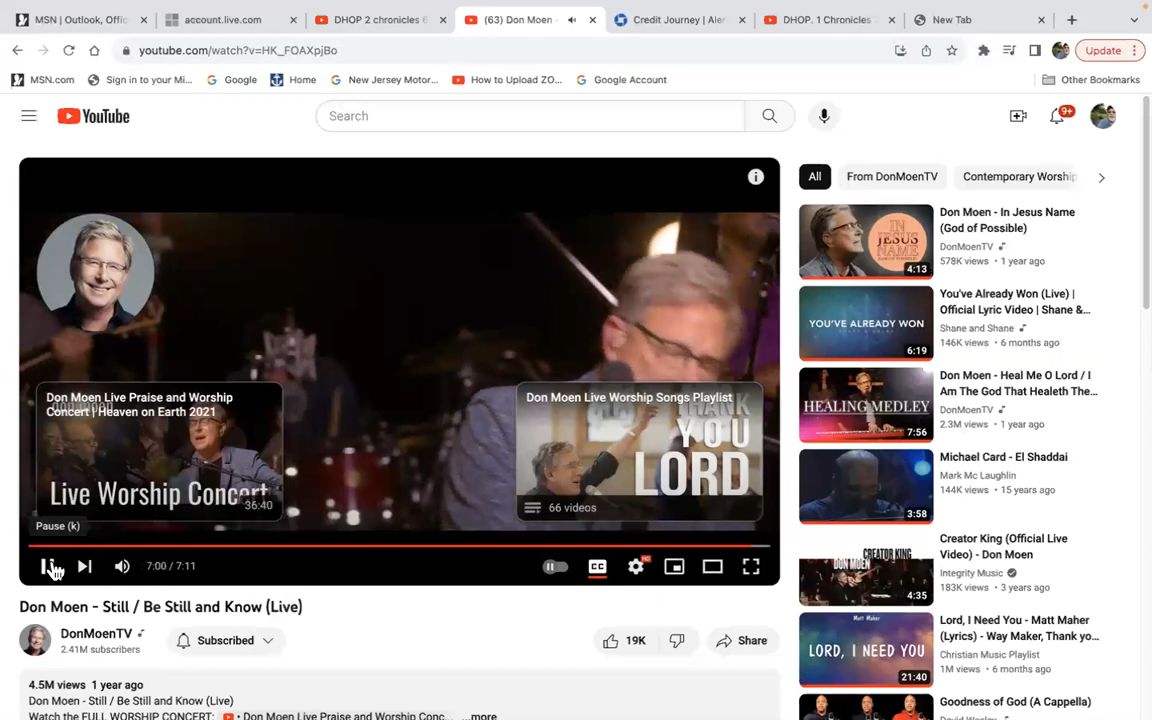 MSN | Outlook, Offic
account.live.com
DHOP 2 chronicles 6
(63) Don Moen -
Credit Journey | Aler
DHOP. 1 Chronicles
New Tab
youtube.com/watch?v=HK_FOAXpjBo
Update
MSN.com
Sign in to your Mi...
Google
Home
New Jersey Motor...
How to Upload ZO...
Google Account
Other Bookmarks
YouTube
Search
9+
All
From DonMoenTV
Contemporary Worship
Don Moen Live Praise and Worship
Concert | Heaven on Earth 2021
Live Worship Concert
36:40
Don Moen Live Worship Songs Playlist
THANK
YOU
LORD
66 videos
Pause (k)
7:00 / 7:11
CC
HD
Don Moen - Still / Be Still and Know (Live)
DonMoenTV
2.41M subscribers
Subscribed
19K
Share
4.5M views 1 year ago
Don Moen - Still / Be Still and Know (Live)
Watch the FULL WORSHIP CONCERT: • Don Moen Live Praise and Worship Conc... ...more
IN
JESUS
NAME
4:13
Don Moen - In Jesus Name
(God of Possible)
DonMoenTV
578K views • 1 year ago
YOU'VE ALREADY WON
6:19
You've Already Won (Live) |
Official Lyric Video | Shane &...
Shane and Shane
146K views • 6 months ago
HEALING MEDLEY
7:56
Don Moen - Heal Me O Lord / I
Am The God That Healeth The...
DonMoenTV
2.3M views • 1 year ago
3:58
Michael Card - El Shaddai
Mark Mc Laughlin
144K views • 15 years ago
CREATOR KING
DON MOEN
4:35
Creator King (Official Live
Video) - Don Moen
Integrity Music
183K views • 3 years ago
Matt Maher
LORD, I NEED YOU
21:40
Lord, I Need You - Matt Maher
(Lyrics) - Way Maker, Thank yo...
Christian Music Playlist
1M views • 6 months ago
Goodness of God (A Cappella)